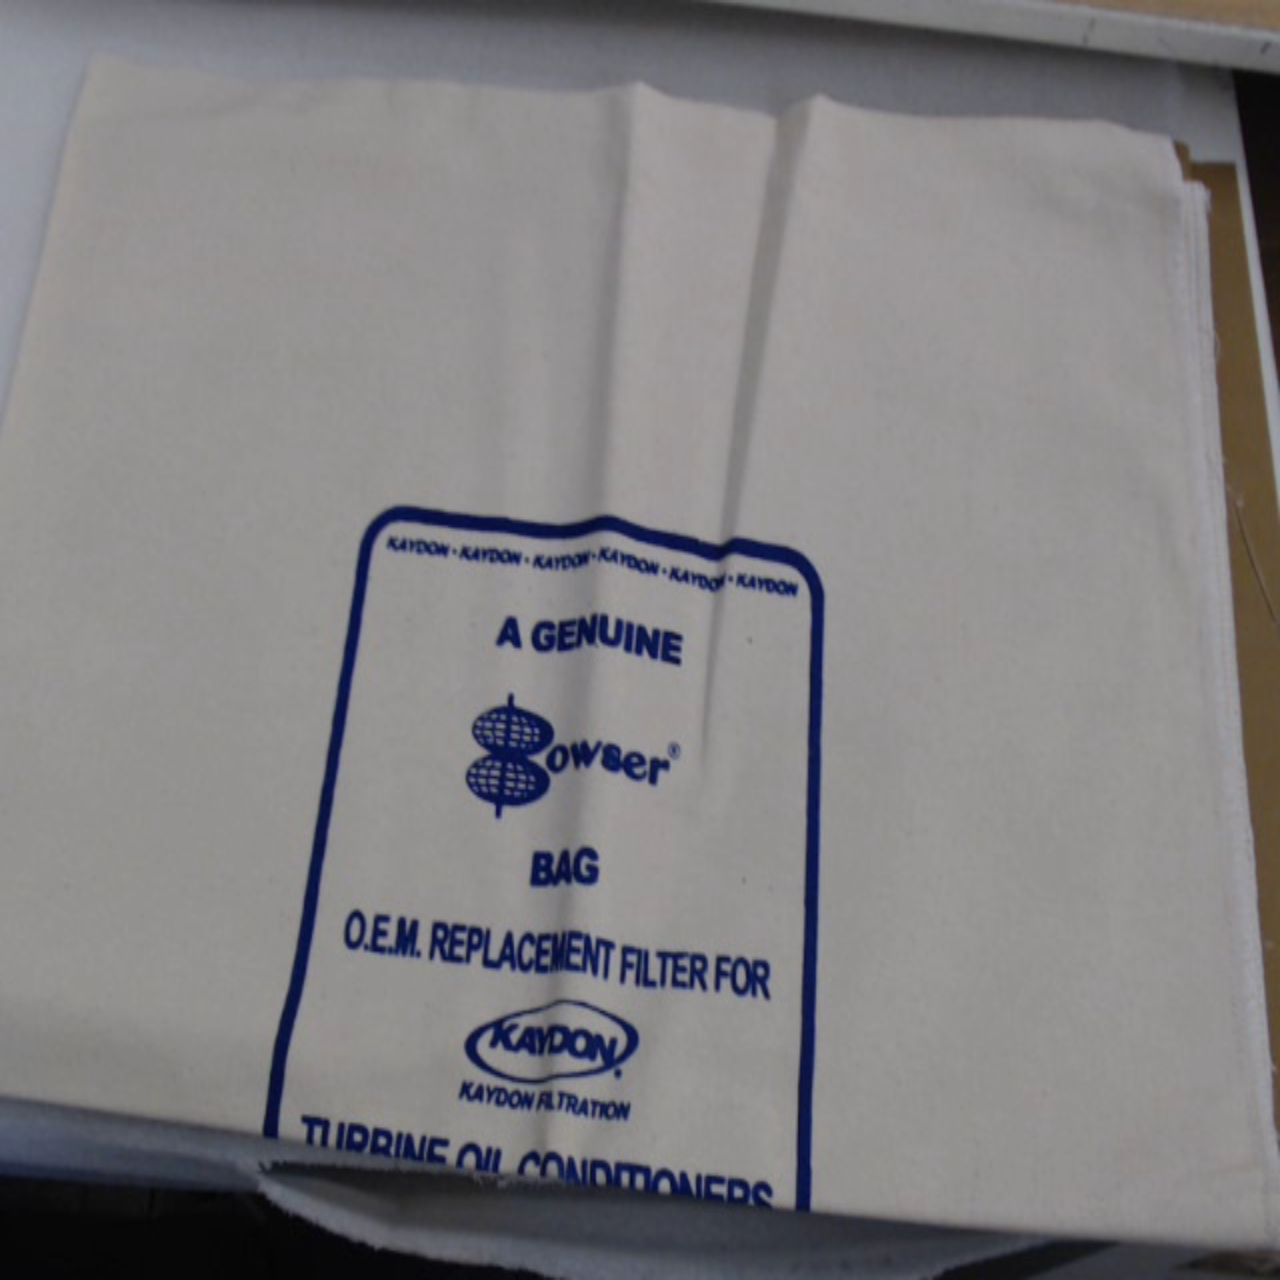 KAYDON • KAYDON • KAYDON • KAYDON • KAYDON • KAYDON
A GENUINE
Bowser®
BAG
O.E.M. REPLACEMENT FILTER FOR
KAYDON
KAYDON FILTRATION
TURBINE OIL CONDITIONERS